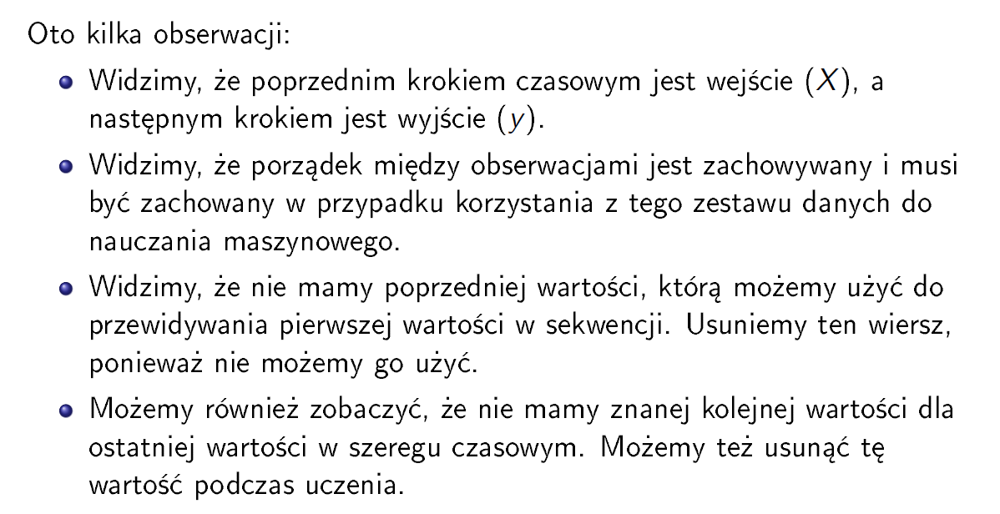 Oto kilka obserwacji:
Widzimy, że poprzednim krokiem czasowym jest wejście (X), a
następnym krokiem jest wyjście (y).
Widzimy, że porządek między obserwacjami jest zachowywany i musi
być zachowany w przypadku korzystania z tego zestawu danych do
nauczania maszynowego.
Widzimy, że nie mamy poprzedniej wartości, którą możemy użyć do
przewidywania pierwszej wartości w sekwencji. Usuniemy ten wiersz,
ponieważ nie możemy go użyć.
Możemy również zobaczyć, że nie mamy znanej kolejnej wartości dla
ostatniej wartości w szeregu czasowym. Możemy też usunąć tę
wartość podczas uczenia.